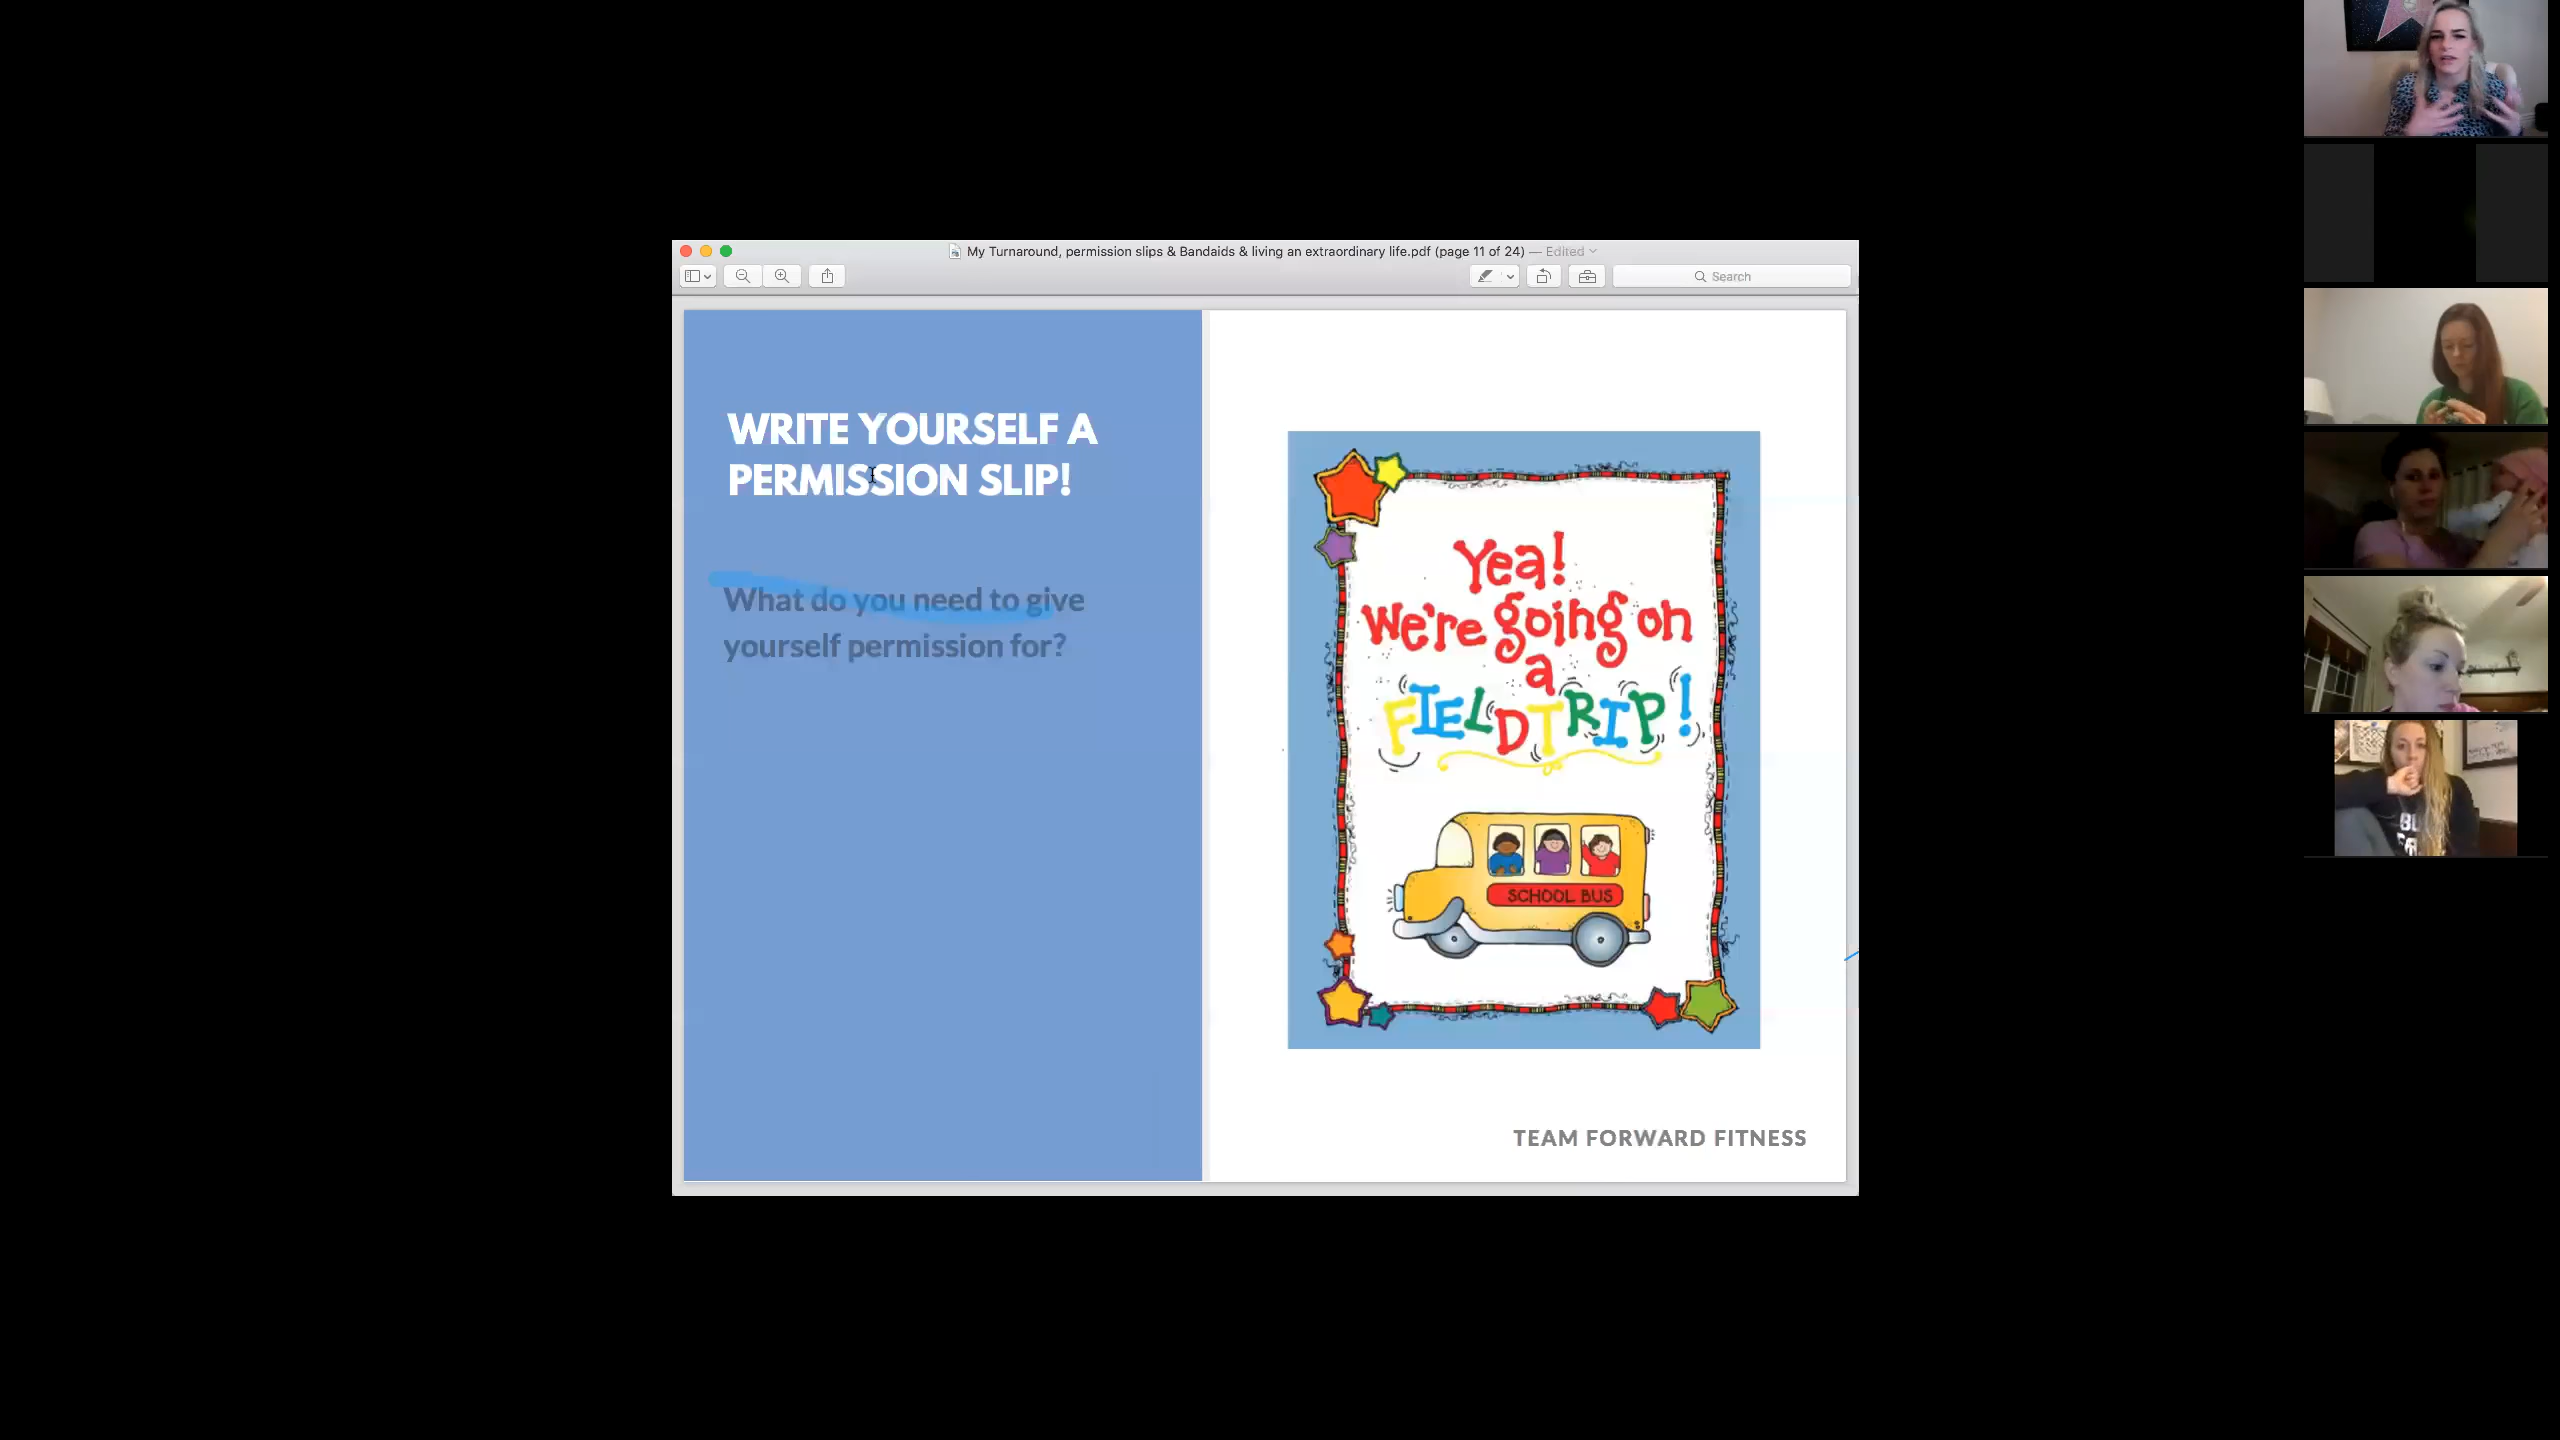 My Turnaround, permission slips & Bandaids & living an extraordinary life.pdf (page 11 of 24) — Edited
Search
WRITE YOURSELF A
PERMISSION SLIP!
What do you need to give
yourself permission for?
Yea!
We're going on
a
FIELD TRIP!
SCHOOL BUS
TEAM FORWARD FITNESS